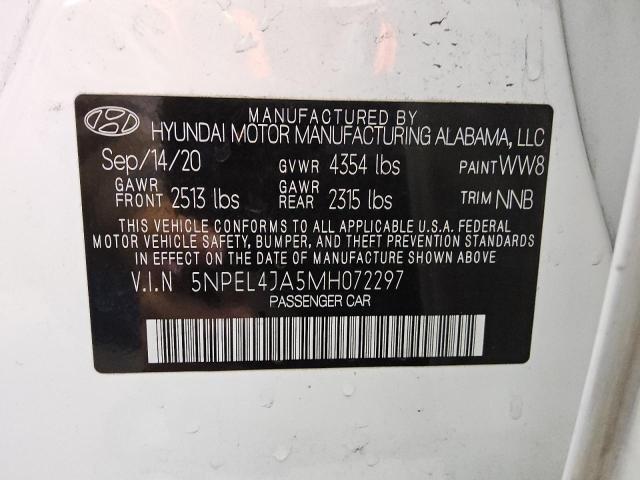 MANUFACTURED BY
HYUNDAI MOTOR MANUFACTURING ALABAMA, LLC
Sep/14/20 GVWR 4354 lbs PAINT WW8
GAWR FRONT 2513 lbs GAWR REAR 2315 lbs TRIM NNB
THIS VEHICLE CONFORMS TO ALL APPLICABLE U.S.A. FEDERAL
MOTOR VEHICLE SAFETY, BUMPER, AND THEFT PREVENTION
STANDARDS IN EFFECT ON THE DATE OF MANUFACTURE SHOWN ABOVE.
V.I.N 5NPEL4JA5MH072297
PASSENGER CAR